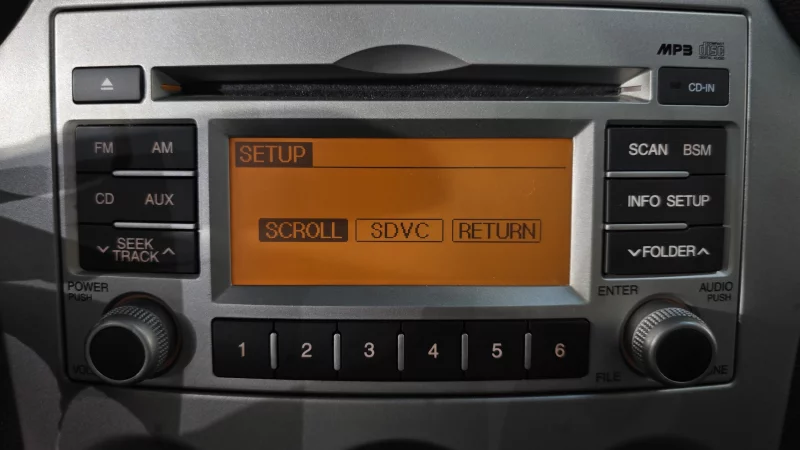 MP3
CD-IN
FM AM
CD AUX
SEEK
TRACK
SETUP
SCROLL SDVC RETURN
SCAN BSM
INFO SETUP
FOLDER
POWER
PUSH
VOL
1 2 3 4 5 6
ENTER
FILE
AUDIO
PUSH